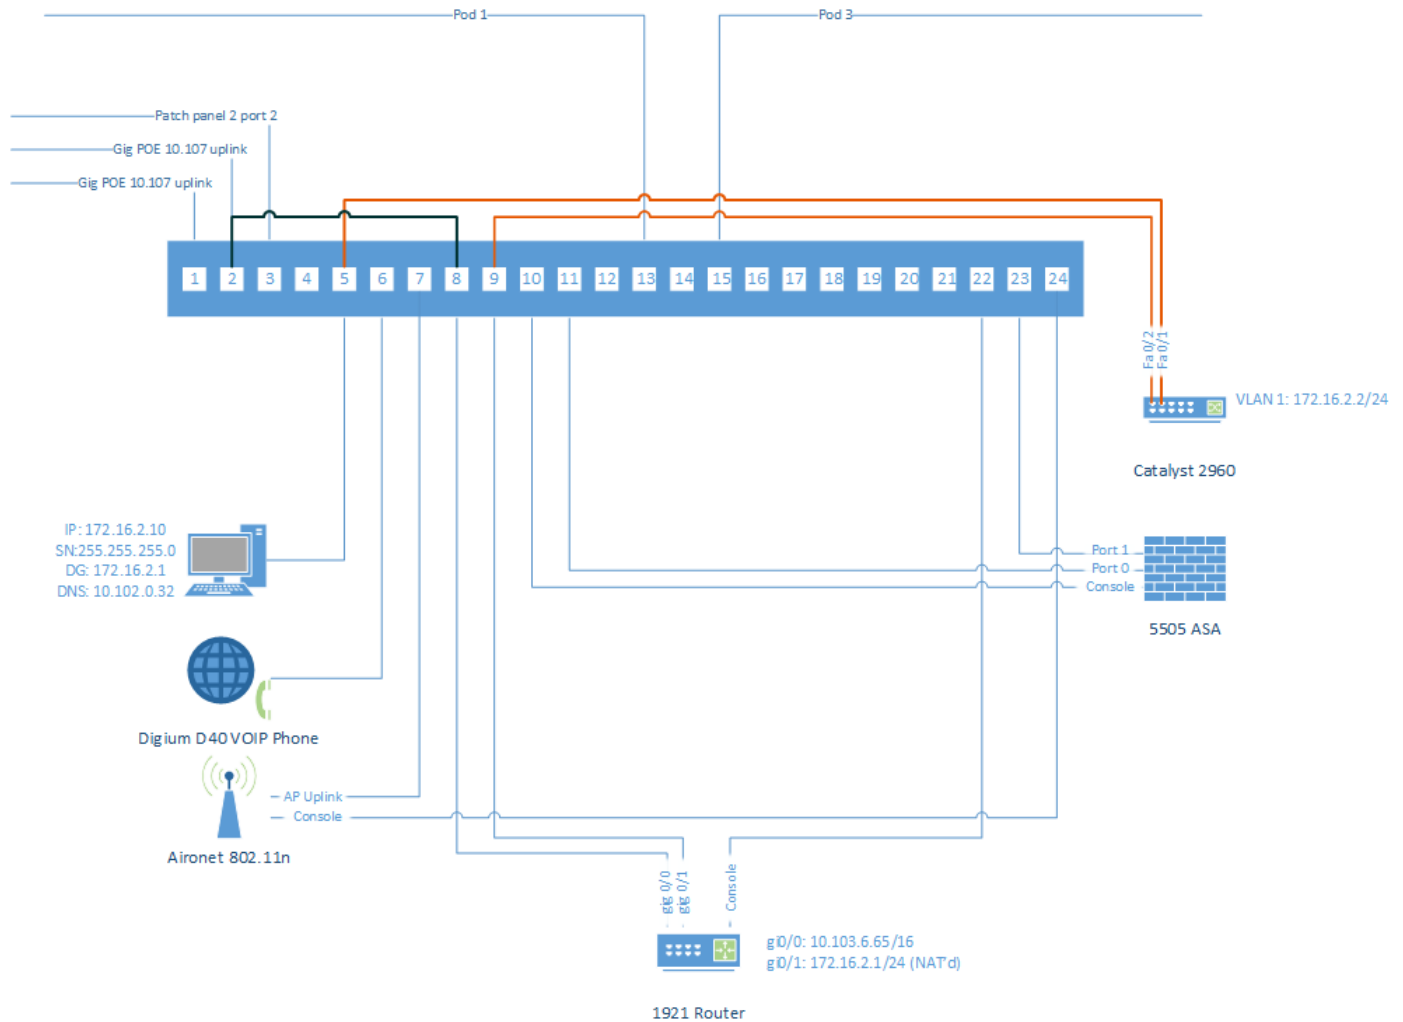 Pod 1
Pod 3
Patch panel 2 port 2
Gig POE 10.107 uplink
Gig POE 10.107 uplink
1 2 3 4 5 6 7 8 9 10 11 12 13 14 15 16 17 18 19 20 21 22 23 24
Fa0/2
Fa0/1
VLAN 1: 172.16.2.2/24
Catalyst 2960
IP: 172.16.2.10
SN:255.255.255.0
DG: 172.16.2.1
DNS: 10.102.0.32
Port 1
Port 0
Console
5505 ASA
Digium D40 VOIP Phone
AP Uplink
Console
Aironet 802.11n
gig 0/0
gig 0/1
Console
gi0/0: 10.103.6.65/16
gi0/1: 172.16.2.1/24 (NAT'd)
1921 Router